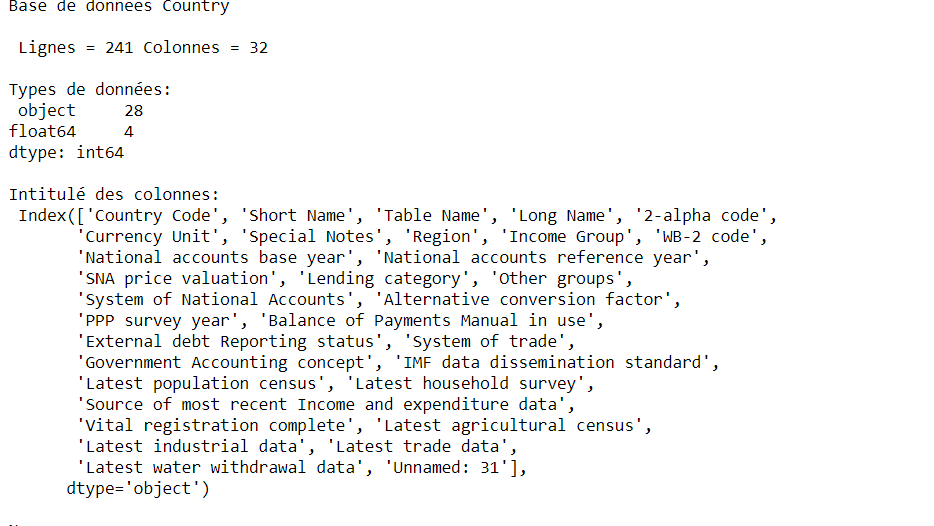 Base de données Country
Lignes = 241 Colonnes = 32
Types de données:
object     28
float64     4
dtype: int64
Intitulé des colonnes:
Index(['Country Code', 'Short Name', 'Table Name', 'Long Name', '2-alpha code',
'Currency Unit', 'Special Notes', 'Region', 'Income Group', 'WB-2 code',
'National accounts base year', 'National accounts reference year',
'SNA price valuation', 'Lending category', 'Other groups',
'System of National Accounts', 'Alternative conversion factor',
'PPP survey year', 'Balance of Payments Manual in use',
'External debt Reporting status', 'System of trade',
'Government Accounting concept', 'IMF data dissemination standard',
'Latest population census', 'Latest household survey',
'Source of most recent Income and expenditure data',
'Vital registration complete', 'Latest agricultural census',
'Latest industrial data', 'Latest trade data',
'Latest water withdrawal data', 'Unnamed: 31'],
dtype='object')